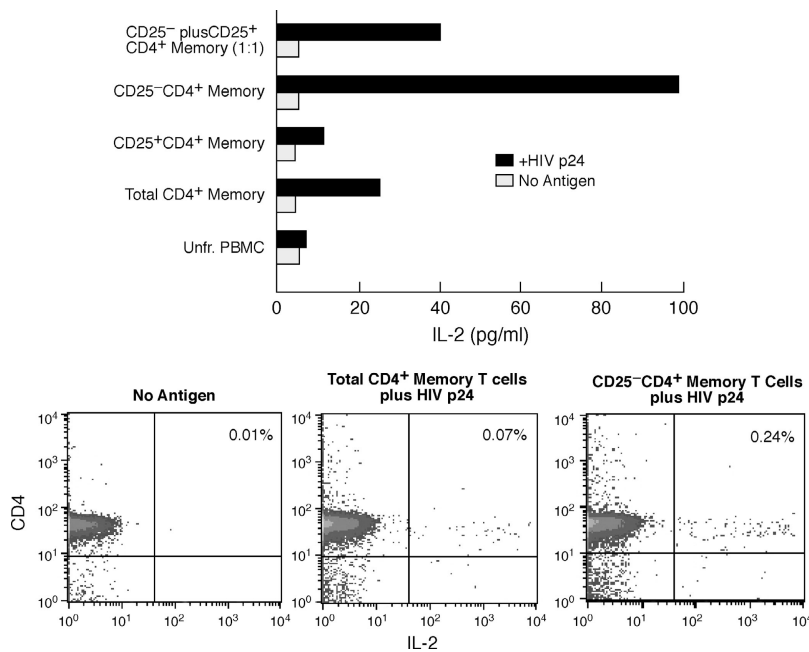 CD25⁻ plusCD25⁺
CD4⁺ Memory (1:1)
CD25⁻CD4⁺ Memory
CD25⁺CD4⁺ Memory
Total CD4⁺ Memory
Unfr. PBMC
+HIV p24
No Antigen
0 20 40 60 80 100
IL-2 (pg/ml)
No Antigen
Total CD4⁺ Memory T cells
plus HIV p24
CD25⁻CD4⁺ Memory T Cells
plus HIV p24
CD4
10⁴
10³
10²
10¹
10⁰
0.01%
10⁰ 10¹ 10² 10³ 10⁴
10⁴
10³
10²
10¹
10⁰
0.07%
10⁰ 10¹ 10² 10³ 10⁴
10⁴
10³
10²
10¹
10⁰
0.24%
10⁰ 10¹ 10² 10³ 10⁴
IL-2